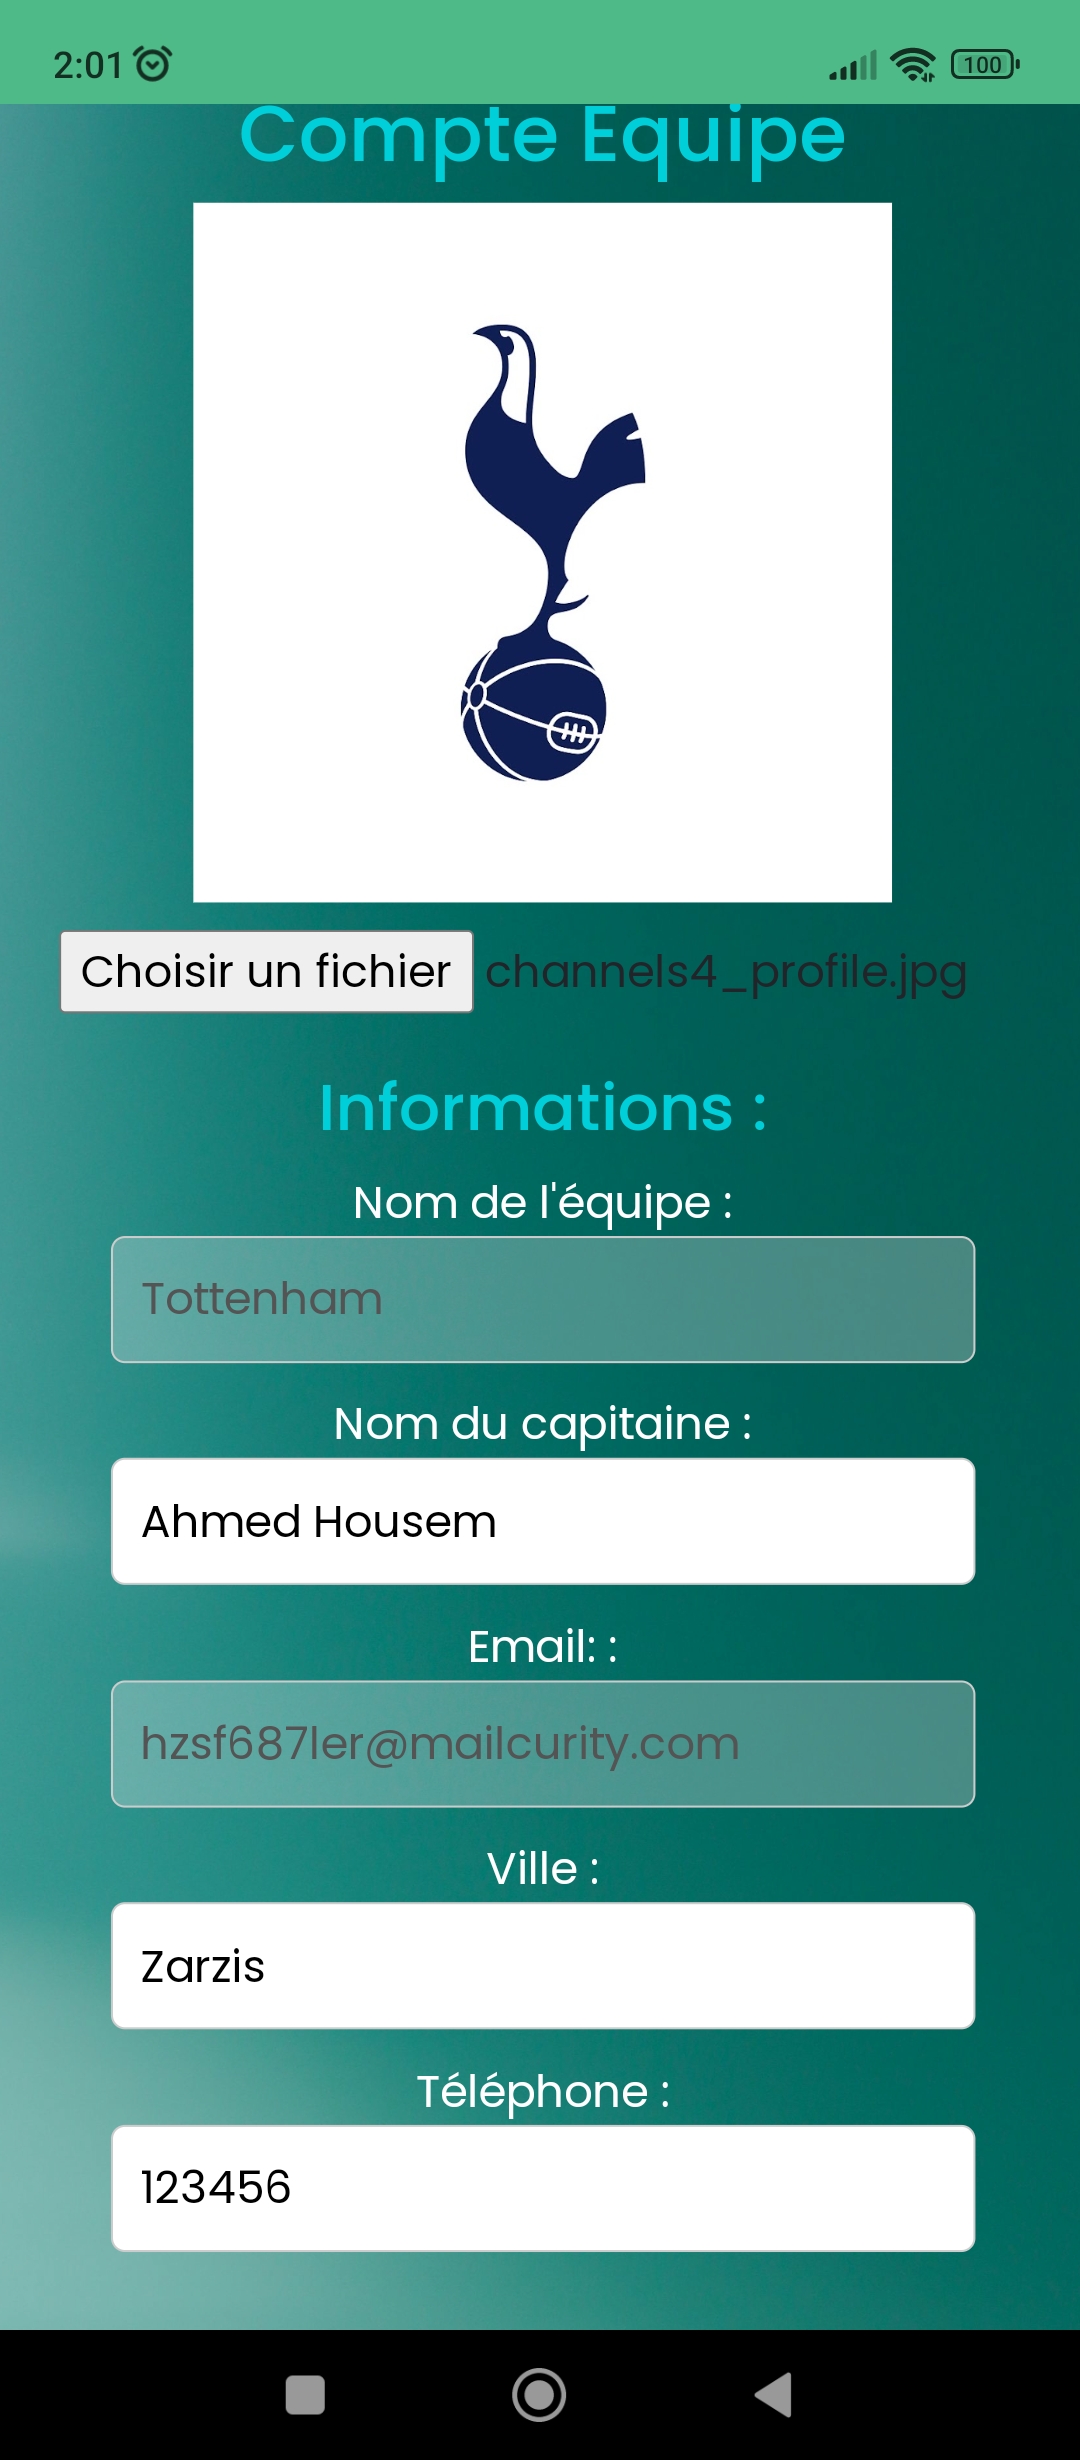 2:01
100
Compte Equipe
Choisir un fichier channels4_profile.jpg
Informations :
Nom de l'équipe :
Tottenham
Nom du capitaine :
Ahmed Housem
Email: :
hzsf687ler@mailcurity.com
Ville :
Zarzis
Téléphone :
123456